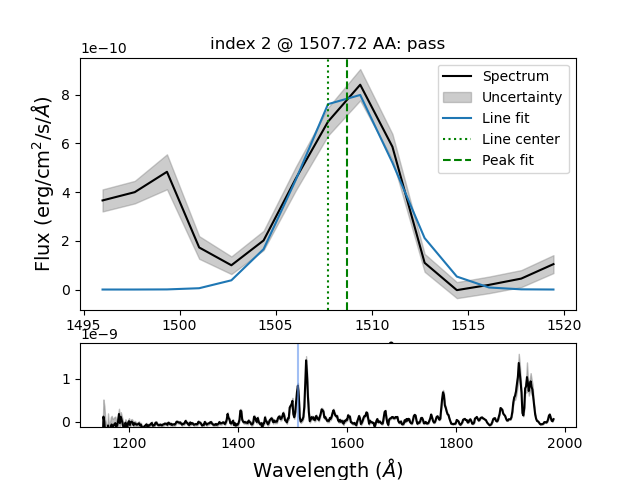 index 2 @ 1507.72 AA: pass
1e−10
Flux (erg/cm²/s/Å)
8
6
4
2
0
Spectrum
Uncertainty
Line fit
Line center
Peak fit
1495 1500 1505 1510 1515 1520
1e−9
1
0
1200 1400 1600 1800 2000
Wavelength (Å)